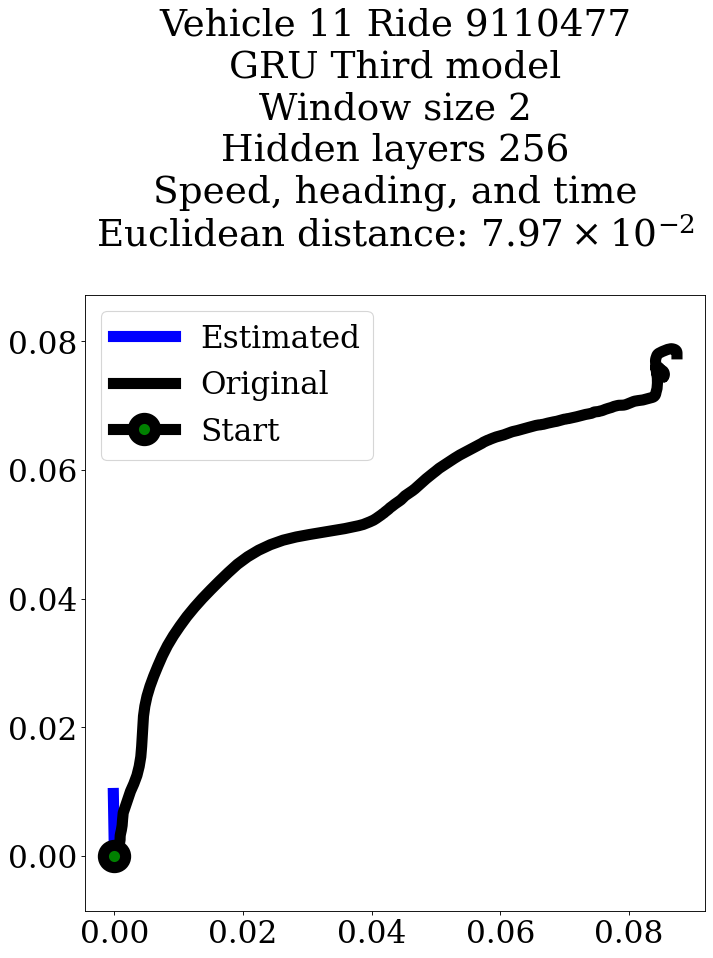 Vehicle 11 Ride 9110477
GRU Third model
Window size 2
Hidden layers 256
Speed, heading, and time
Euclidean distance: 7.97 × 10⁻²
Estimated
Original
Start
0.08
0.06
0.04
0.02
0.00
0.00 0.02 0.04 0.06 0.08